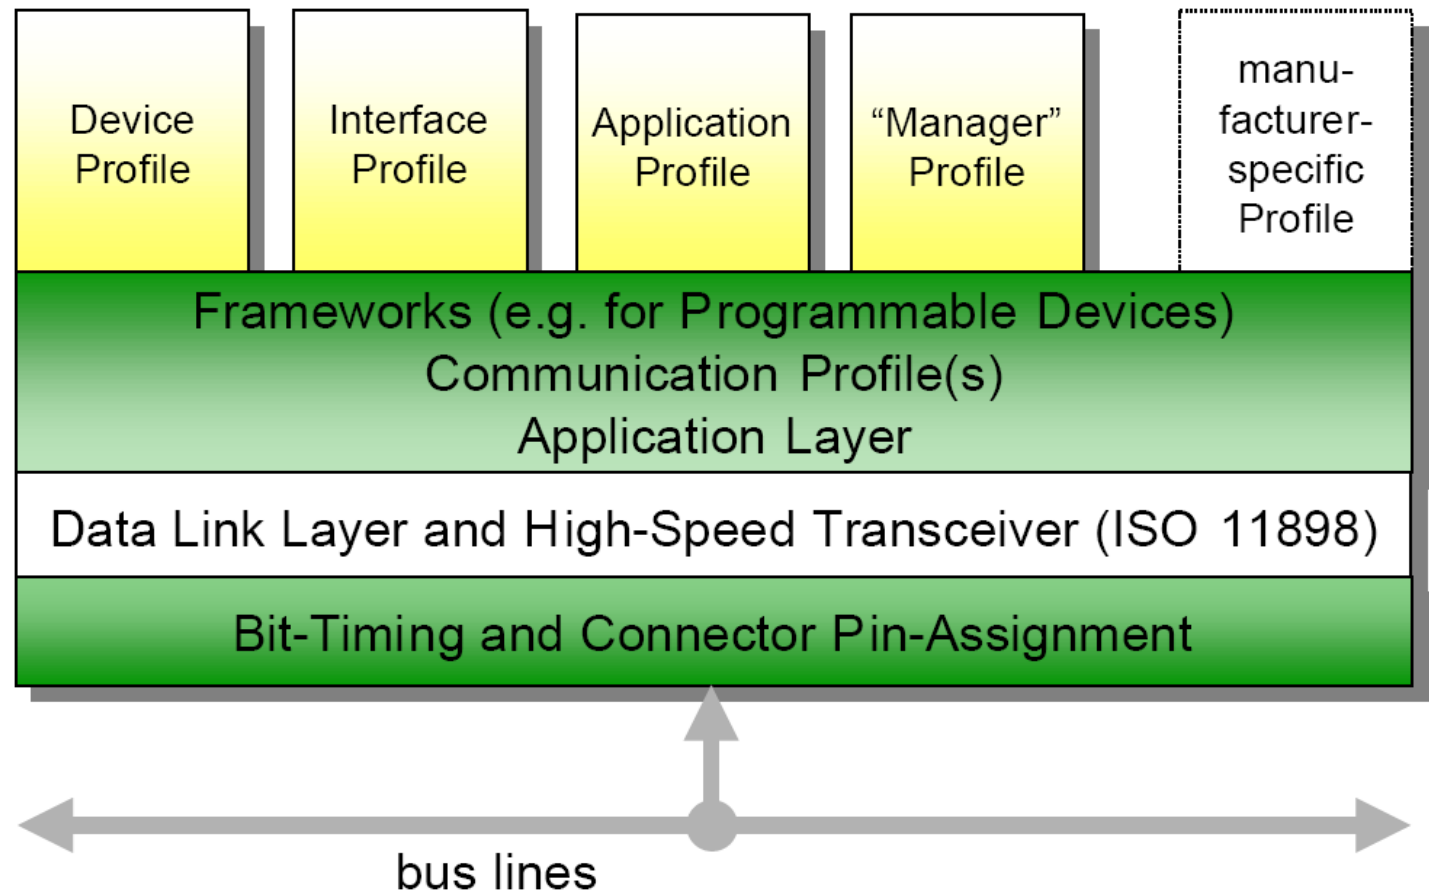 Device
Profile
Interface
Profile
Application
Profile
“Manager”
Profile
manu-
facturer-
specific
Profile
Frameworks (e.g. for Programmable Devices)
Communication Profile(s)
Application Layer
Data Link Layer and High-Speed Transceiver (ISO 11898)
Bit-Timing and Connector Pin-Assignment
bus lines